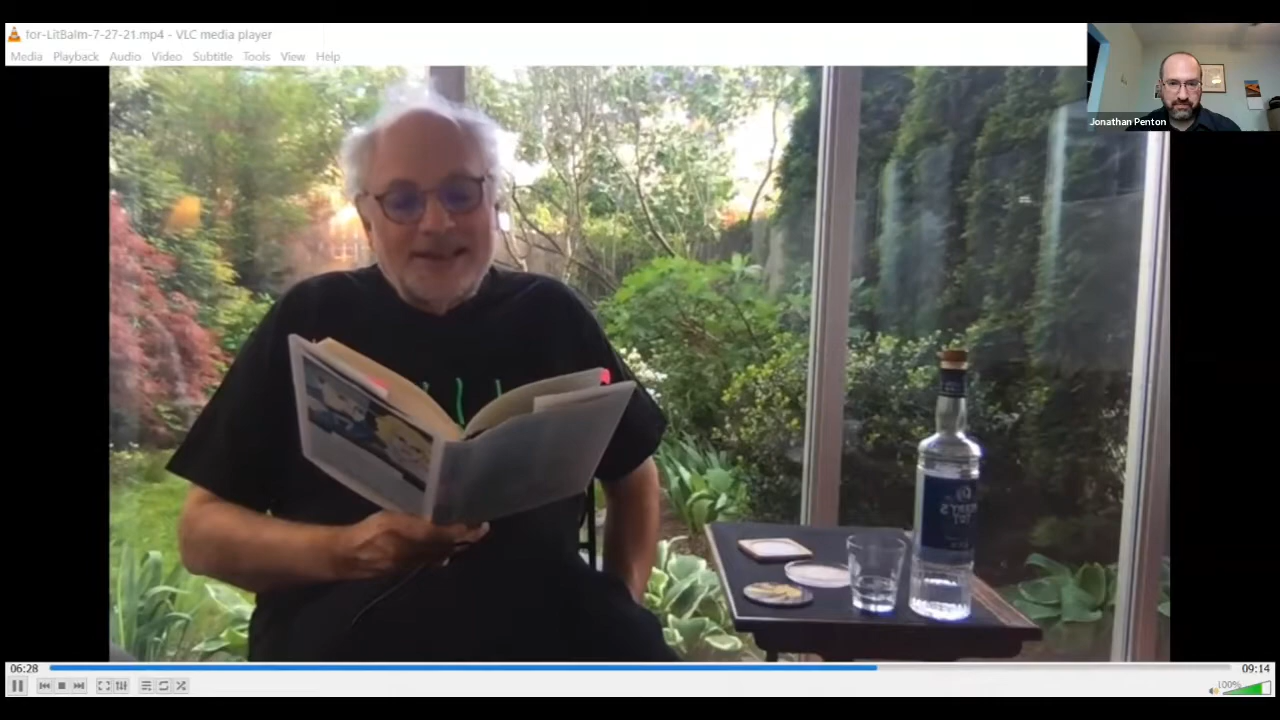 for-LitBalm-7-27-21.mp4 - VLC media player
Media Playback Audio Video Subtitle Tools View Help
Jonathan Penton
06:28
09:14
100%